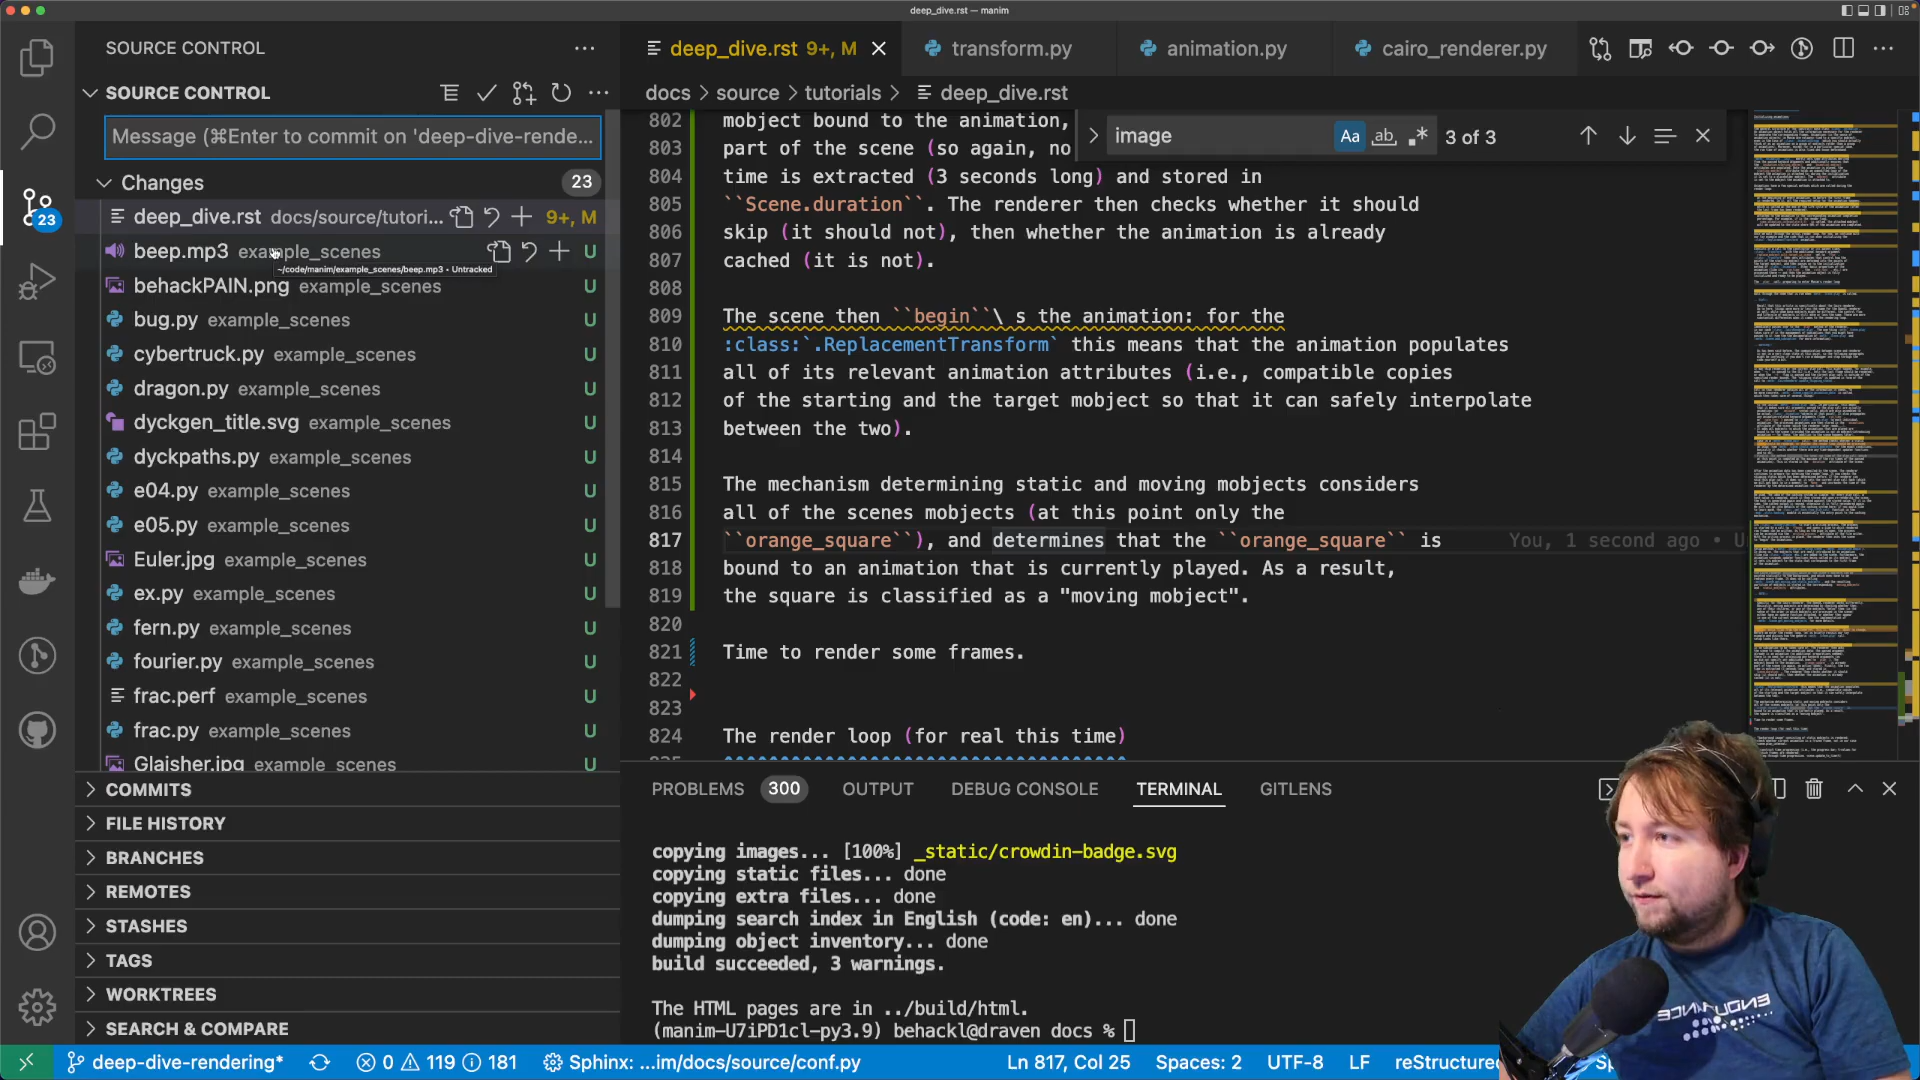 deep_dive.rst — manim
SOURCE CONTROL
deep_dive.rst 9+, M
transform.py
animation.py
cairo_renderer.py
SOURCE CONTROL
docs > source > tutorials > deep_dive.rst
Message (⌘Enter to commit on 'deep-dive-rende...
image
Aa
ab
3 of 3
Changes 23
23
deep_dive.rst docs/source/tutori... 9+, M
beep.mp3 example_scenes U
~/code/manim/example_scenes/beep.mp3 • Untracked
behackPAIN.png example_scenes U
bug.py example_scenes U
cybertruck.py example_scenes U
dragon.py example_scenes U
dyckgen_title.svg example_scenes U
dyckpaths.py example_scenes U
e04.py example_scenes U
e05.py example_scenes U
Euler.jpg example_scenes U
ex.py example_scenes U
fern.py example_scenes U
fourier.py example_scenes U
frac.perf example_scenes U
frac.py example_scenes U
Glaisher.jpg example_scenes U
COMMITS
FILE HISTORY
BRANCHES
REMOTES
STASHES
TAGS
WORKTREES
SEARCH & COMPARE
802 mobject bound to the animation,
803 part of the scene (so again, no
804 time is extracted (3 seconds long) and stored in
805 ``Scene.duration``. The renderer then checks whether it should
806 skip (it should not), then whether the animation is already
807 cached (it is not).
808
809 The scene then ``begin``\ s the animation: for the
810 :class:`.ReplacementTransform` this means that the animation populates
811 all of its relevant animation attributes (i.e., compatible copies
812 of the starting and the target mobject so that it can safely interpolate
813 between the two).
814
815 The mechanism determining static and moving mobjects considers
816 all of the scenes mobjects (at this point only the
817 ``orange_square``), and determines that the ``orange_square`` is You, 1 second ago • U
818 bound to an animation that is currently played. As a result,
819 the square is classified as a "moving mobject".
820
821 Time to render some frames.
822
823
824 The render loop (for real this time)
PROBLEMS 300 OUTPUT DEBUG CONSOLE TERMINAL GITLENS
copying images... [100%] _static/crowdin-badge.svg
copying static files... done
copying extra files... done
dumping search index in English (code: en)... done
dumping object inventory... done
build succeeded, 3 warnings.
The HTML pages are in ../build/html.
(manim-U7iPD1cl-py3.9) behackl@draven docs %
ENDURANCE
deep-dive-rendering* 0 119 181 Sphinx: ...im/docs/source/conf.py Ln 817, Col 25 Spaces: 2 UTF-8 LF reStructure